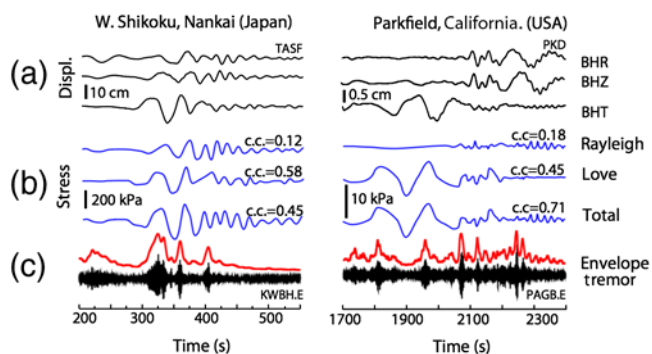 W. Shikoku, Nankai (Japan)
Parkfield, California. (USA)
(a)
Displ.
TASF
10 cm
PKD
0.5 cm
BHR
BHZ
BHT
(b)
Stress
c.c.=0.12
c.c.=0.58
c.c.=0.45
200 kPa
c.c.=0.18
c.c.=0.45
c.c.=0.71
10 kPa
Rayleigh
Love
Total
(c)
KWBH.E
PAGB.E
Envelope
tremor
200 300 400 500
Time (s)
1700 1900 2100 2300
Time (s)